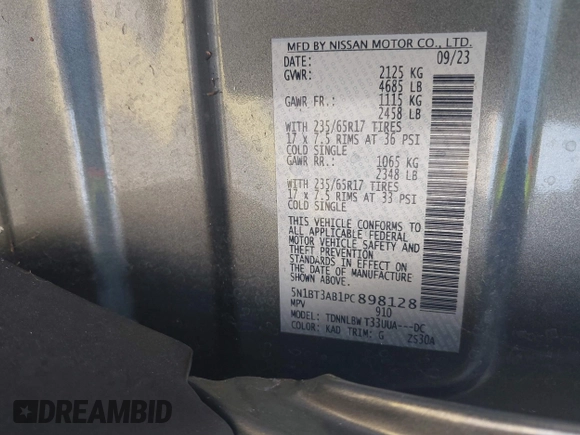 MFD BY NISSAN MOTOR CO., LTD.
DATE: 09/23
GVWR: 2125 KG
4685 LB
GAWR FR.: 1115 KG
2458 LB
WITH 235/65R17 TIRES
17 x 7.5 RIMS AT 36 PSI
COLD SINGLE
GAWR RR.: 1065 KG
2348 LB
WITH 235/65R17 TIRES
17 x 7.5 RIMS AT 33 PSI
COLD SINGLE
THIS VEHICLE CONFORMS TO
ALL APPLICABLE FEDERAL
MOTOR VEHICLE SAFETY AND
THEFT PREVENTION
STANDARDS IN EFFECT ON
THE DATE OF MANUFACTURE
SHOWN ABOVE.
5N1BT3AB1PC898128
MPV 910
MODEL: TDNNLBW T33UUA---DC
COLOR: KAD TRIM: G 25304
DREAMBID